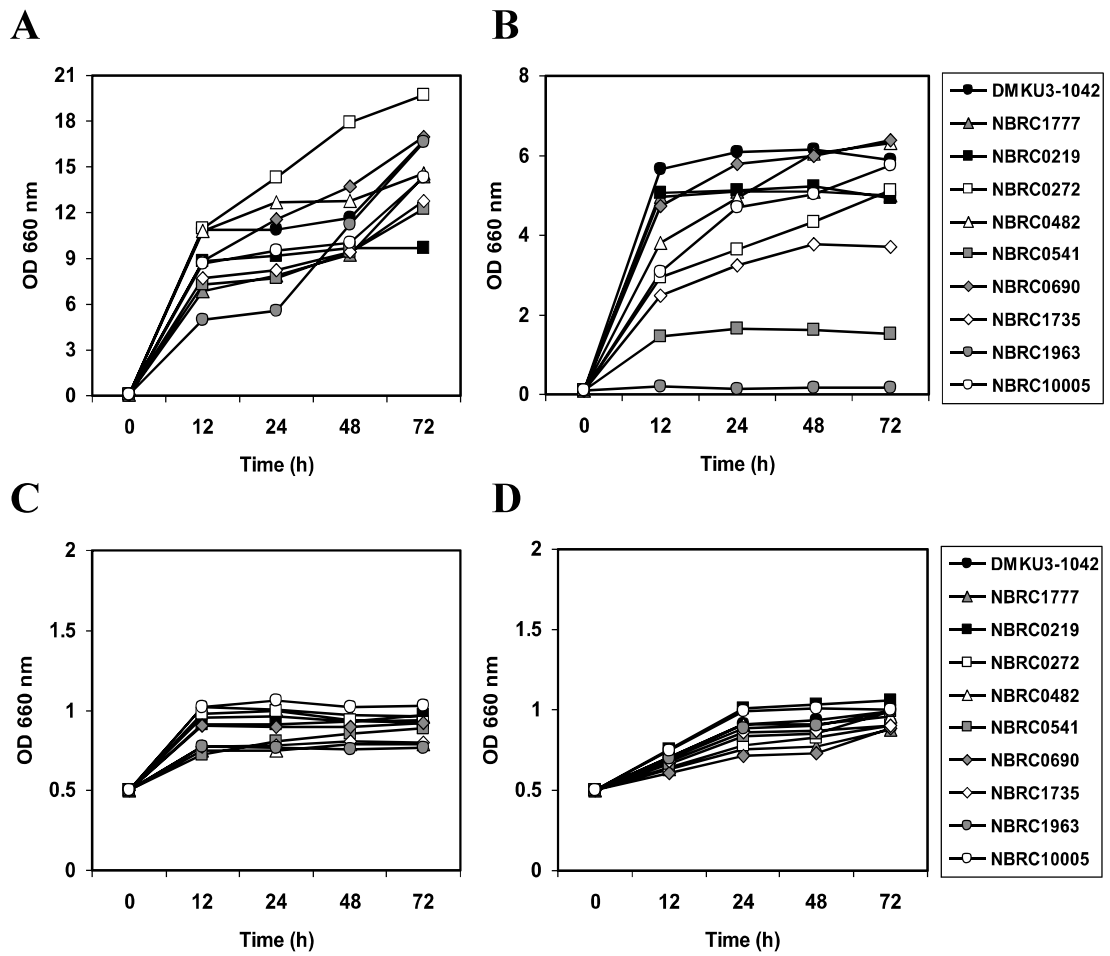 A
OD 660 nm
21
18
15
12
9
6
3
0
0 12 24 48 72
Time (h)
B
OD 660 nm
8
6
4
2
0
0 12 24 48 72
Time (h)
DMKU3-1042
NBRC1777
NBRC0219
NBRC0272
NBRC0482
NBRC0541
NBRC0690
NBRC1735
NBRC1963
NBRC10005
C
OD 660 nm
2
1.5
1
0.5
0
0 12 24 48 72
Time (h)
D
OD 660 nm
2
1.5
1
0.5
0
0 12 24 48 72
Time (h)
DMKU3-1042
NBRC1777
NBRC0219
NBRC0272
NBRC0482
NBRC0541
NBRC0690
NBRC1735
NBRC1963
NBRC10005